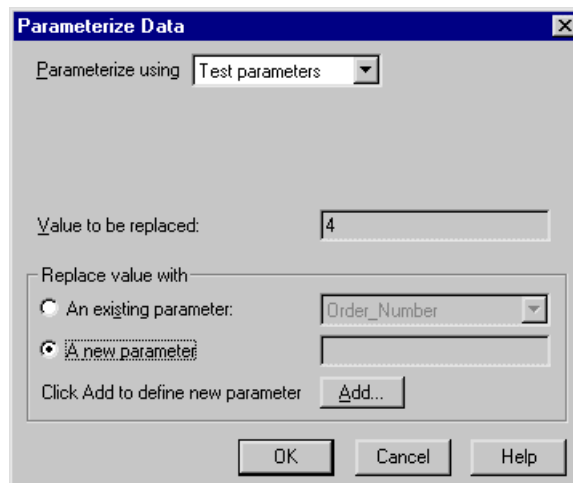 Parameterize Data
Parameterize using Test parameters
Value to be replaced: 4
Replace value with
An existing parameter: Order_Number
A new parameter
Click Add to define new parameter Add...
OK Cancel Help